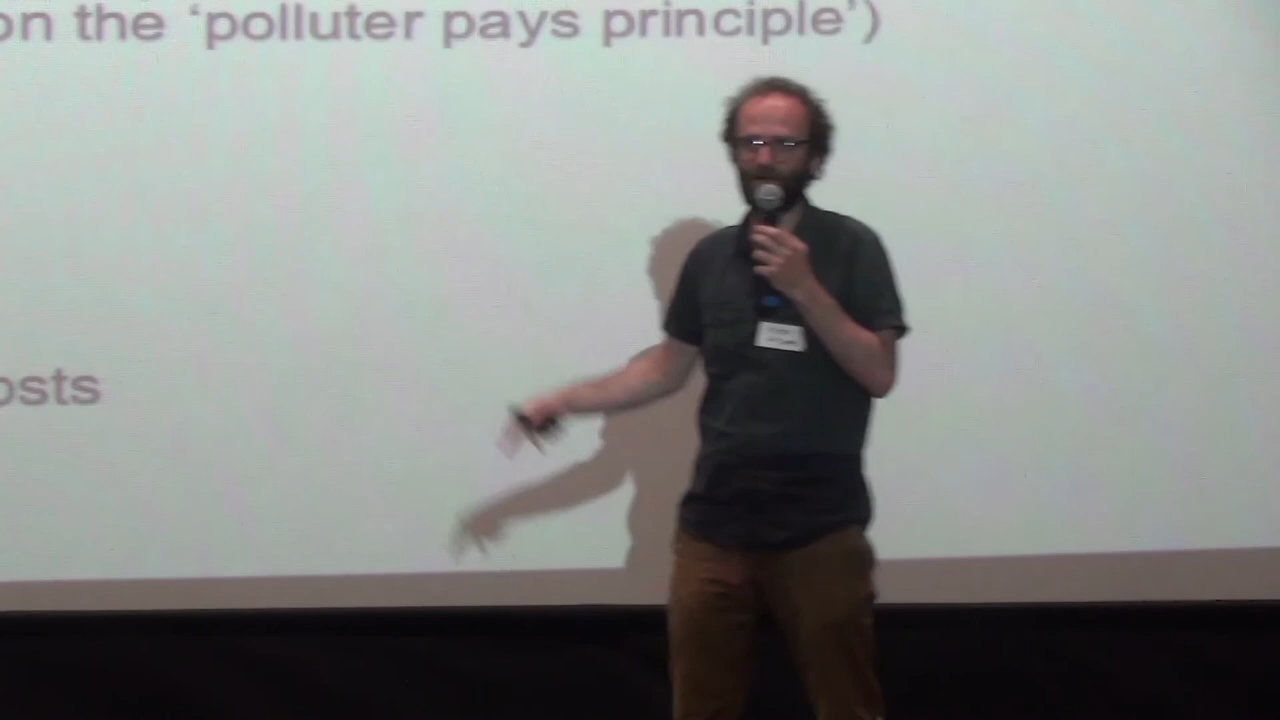 on the ‘polluter pays principle’)
osts